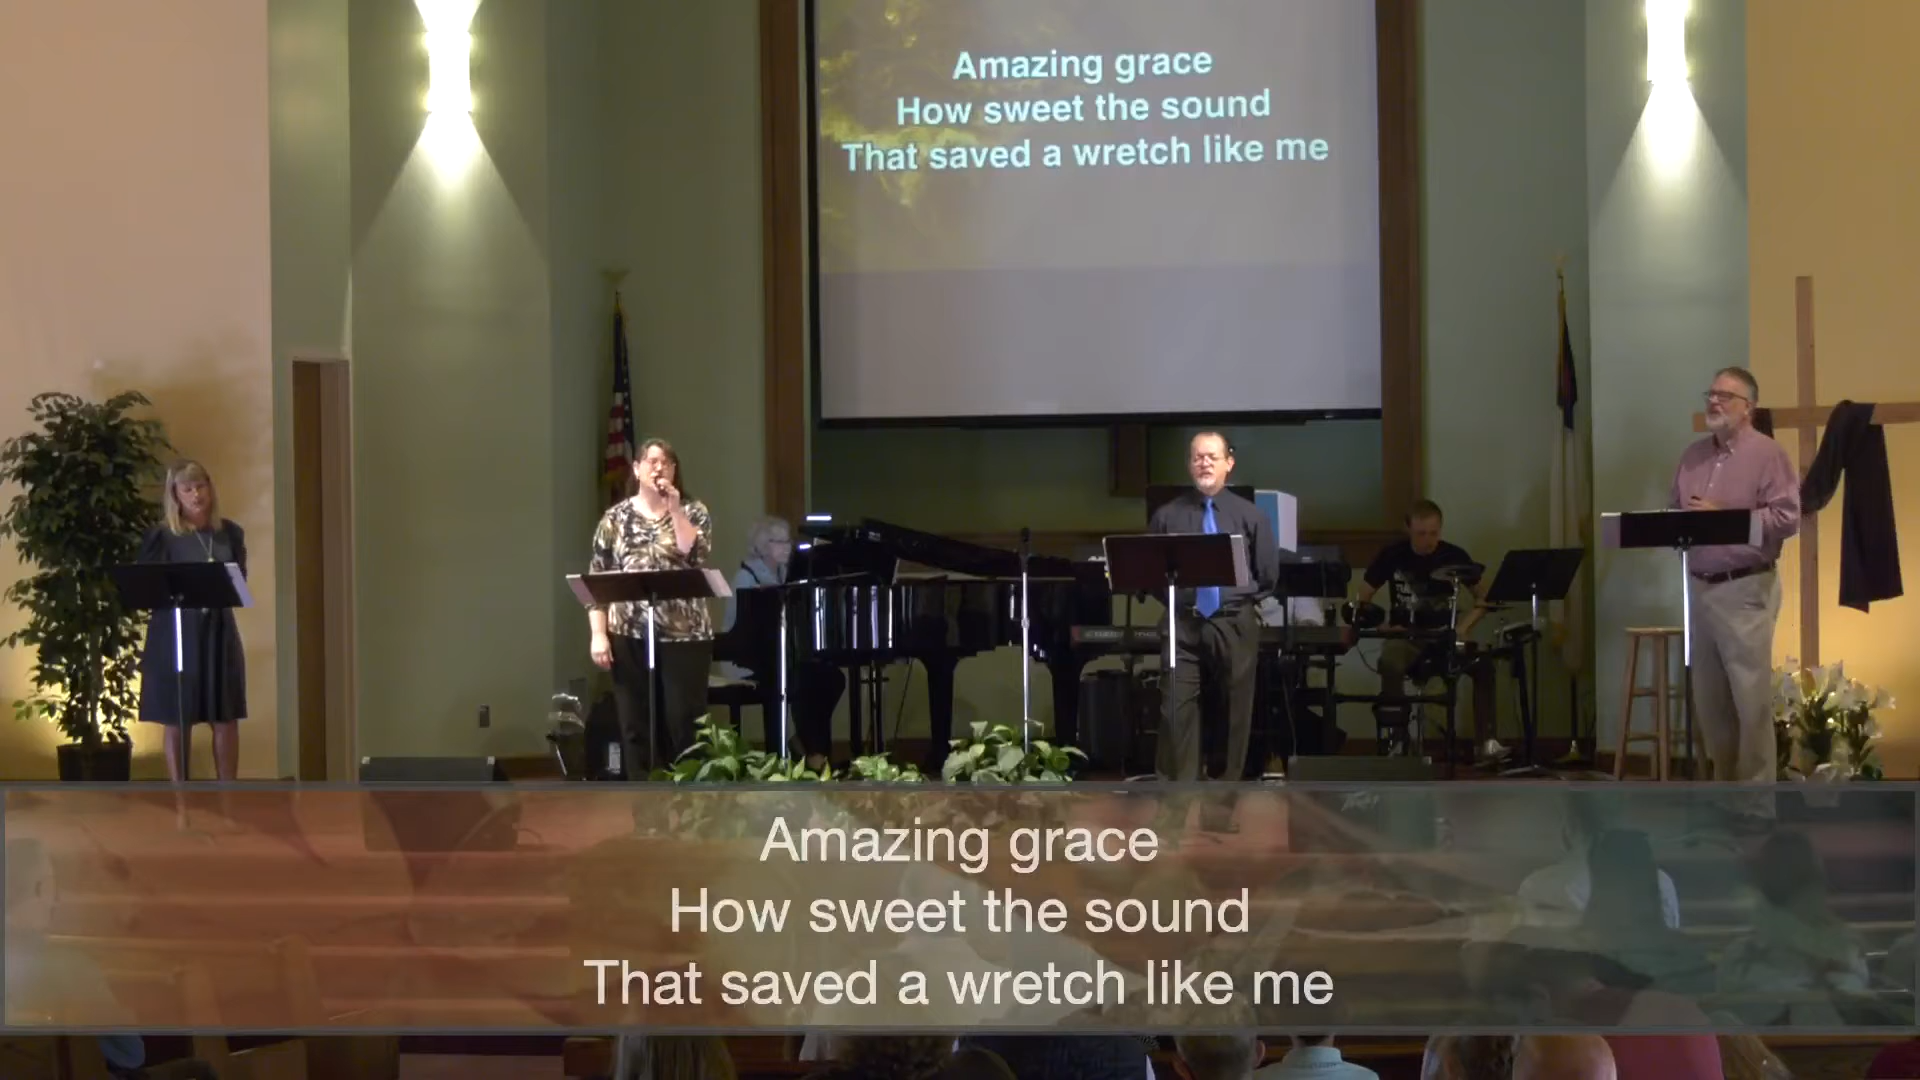 Amazing grace
How sweet the sound
That saved a wretch like me
Amazing grace
How sweet the sound
That saved a wretch like me